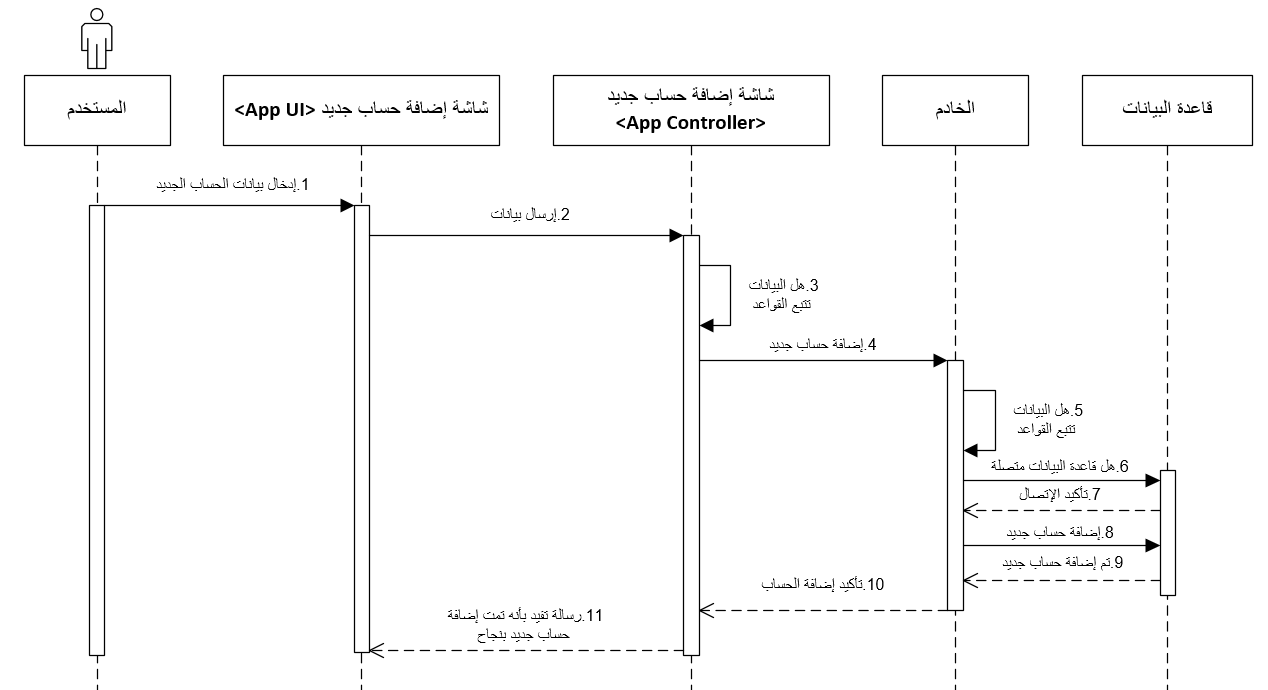 المستخدم
شاشة إضافة حساب جديد <App UI>
شاشة إضافة حساب جديد
<App Controller>
الخادم
قاعدة البيانات
1.إدخال بيانات الحساب الجديد
2.إرسال بيانات
3.هل البيانات
تتبع القواعد
4.إضافة حساب جديد
5.هل البيانات
تتبع القواعد
6.هل قاعدة البيانات متصلة
7.تأكيد الإتصال
8.إضافة حساب جديد
9.تم إضافة حساب جديد
10.تأكيد إضافة الحساب
11.رسالة تفيد بأنه تمت إضافة
حساب جديد بنجاح